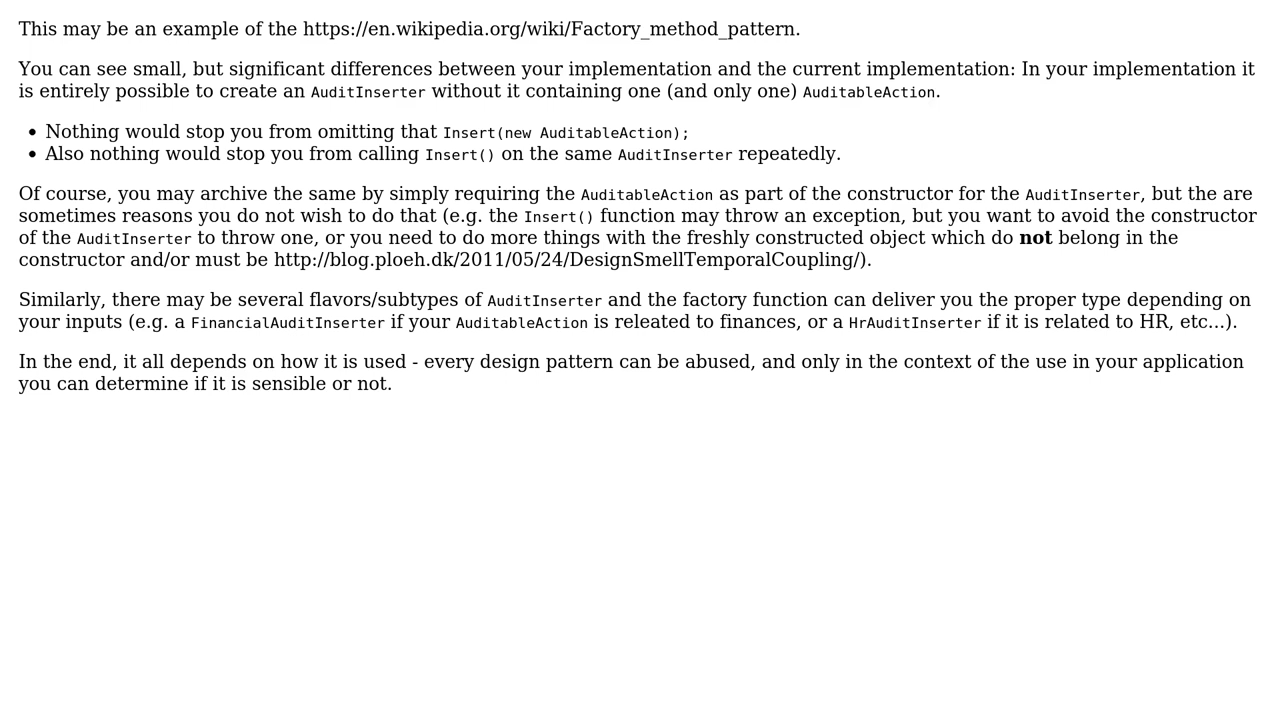 This may be an example of the https://en.wikipedia.org/wiki/Factory_method_pattern.
You can see small, but significant differences between your implementation and the current implementation: In your implementation it
is entirely possible to create an AuditInserter without it containing one (and only one) AuditableAction.
• Nothing would stop you from omitting that Insert(new AuditableAction);
• Also nothing would stop you from calling Insert() on the same AuditInserter repeatedly.
Of course, you may archive the same by simply requiring the AuditableAction as part of the constructor for the AuditInserter, but the are
sometimes reasons you do not wish to do that (e.g. the Insert() function may throw an exception, but you want to avoid the constructor
of the AuditInserter to throw one, or you need to do more things with the freshly constructed object which do not belong in the
constructor and/or must be http://blog.ploeh.dk/2011/05/24/DesignSmellTemporalCoupling/).
Similarly, there may be several flavors/subtypes of AuditInserter and the factory function can deliver you the proper type depending on
your inputs (e.g. a FinancialAuditInserter if your AuditableAction is releated to finances, or a HrAuditInserter if it is related to HR, etc...).
In the end, it all depends on how it is used - every design pattern can be abused, and only in the context of the use in your application
you can determine if it is sensible or not.